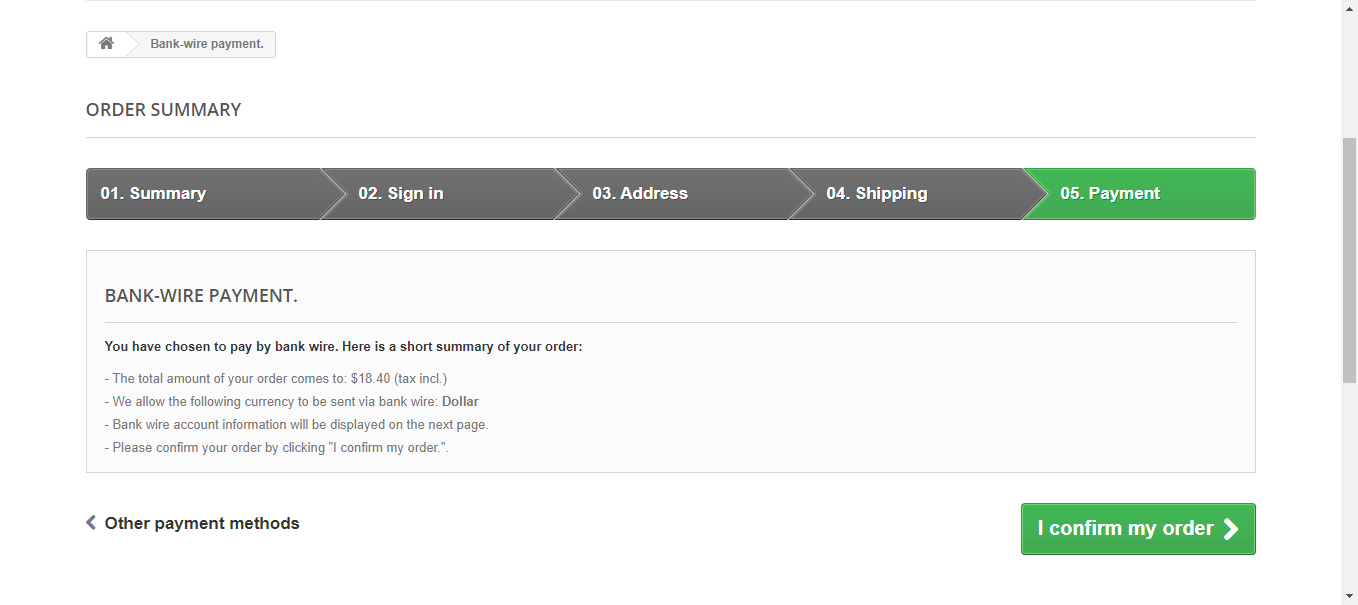 Bank-wire payment.
ORDER SUMMARY
01. Summary 02. Sign in 03. Address 04. Shipping 05. Payment
BANK-WIRE PAYMENT.
You have chosen to pay by bank wire. Here is a short summary of your order:
- The total amount of your order comes to: $18.40 (tax incl.)
- We allow the following currency to be sent via bank wire: Dollar
- Bank wire account information will be displayed on the next page.
- Please confirm your order by clicking "I confirm my order.".
Other payment methods
I confirm my order